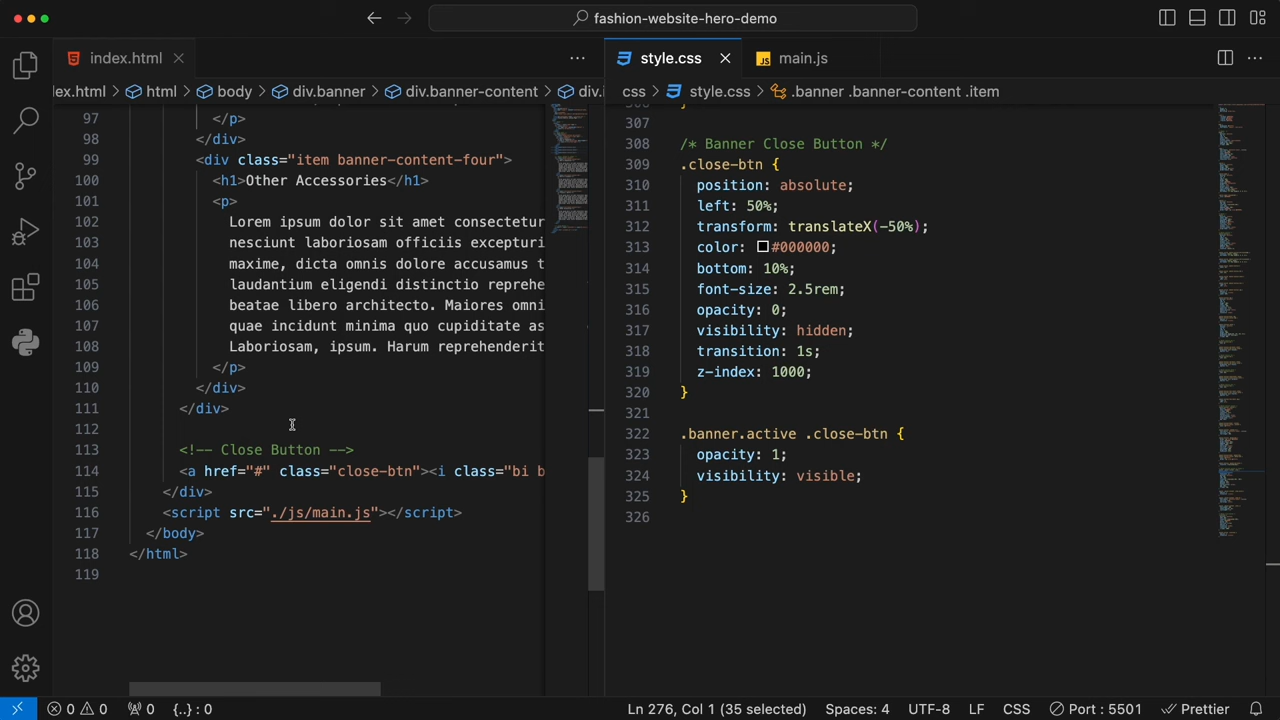 fashion-website-hero-demo
index.html
style.css
main.js
ex.html > html > body > div.banner > div.banner-content > div.i
css > style.css > .banner .banner-content .item
97 </p>
98 </div>
99 <div class="item banner-content-four">
100 <h1>Other Accessories</h1>
101 <p>
102 Lorem ipsum dolor sit amet consectetur
103 nesciunt laboriosam officiis excepturi
104 maxime, dicta omnis dolore accusamus t
105 laudantium eligendi distinctio reprehe
106 beatae libero architecto. Maiores omni
107 quae incidunt minima quo cupiditate as
108 Laboriosam, ipsum. Harum reprehenderit
109 </p>
110 </div>
111 </div>
112
113 <!-- Close Button -->
114 <a href="#" class="close-btn"><i class="bi b
115 </div>
116 <script src="./js/main.js"></script>
117 </body>
118 </html>
119
307
308 /* Banner Close Button */
309 .close-btn {
310 position: absolute;
311 left: 50%;
312 transform: translateX(-50%);
313 color: #000000;
314 bottom: 10%;
315 font-size: 2.5rem;
316 opacity: 0;
317 visibility: hidden;
318 transition: 1s;
319 z-index: 1000;
320 }
321
322 .banner.active .close-btn {
323 opacity: 1;
324 visibility: visible;
325 }
326
0 0 0 {..} : 0 Ln 276, Col 1 (35 selected) Spaces: 4 UTF-8 LF CSS Port : 5501 Prettier